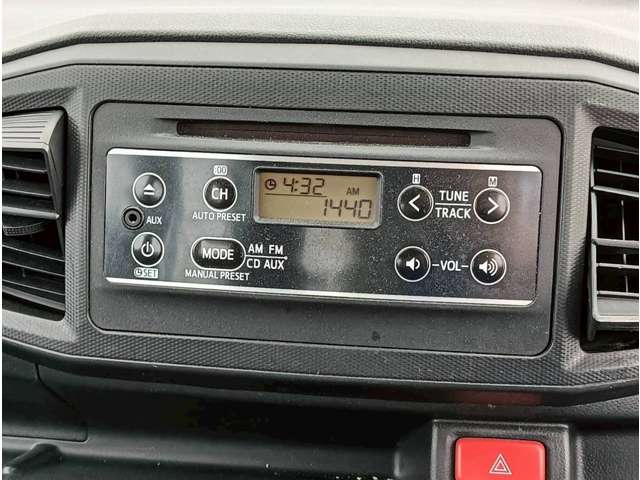 :00
H
M
CH
4:32 AM
1440
TUNE
TRACK
AUX
AUTO PRESET
MODE
AM FM
CD AUX
-VOL-
SET
MANUAL PRESET